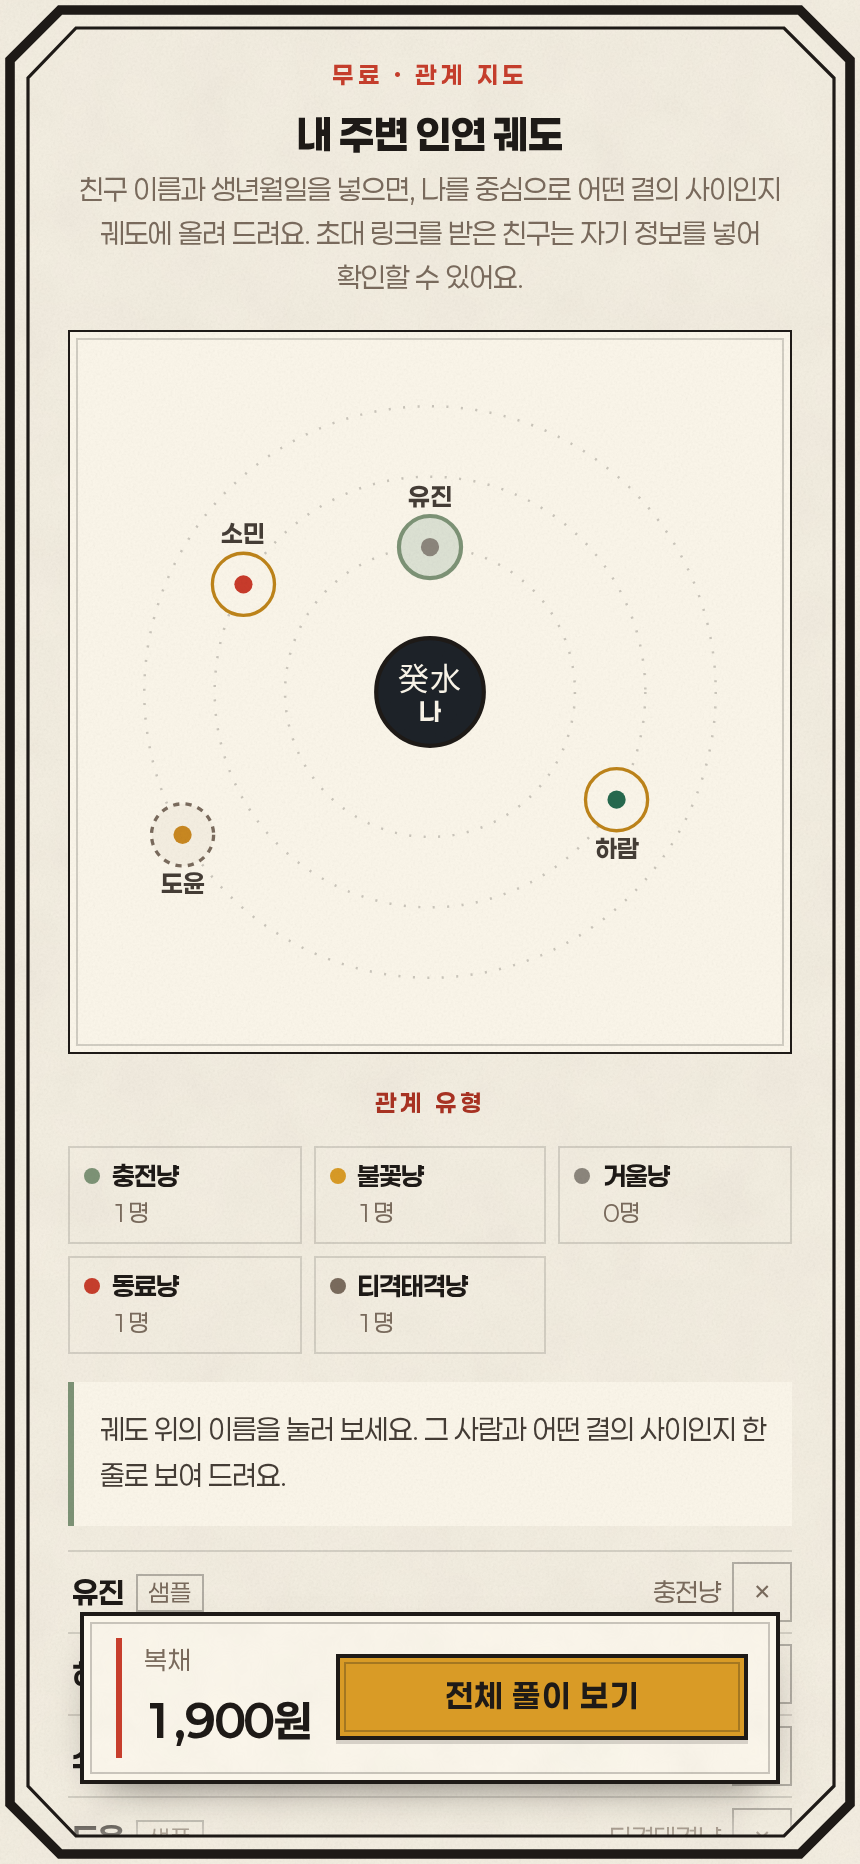 무료 · 관계 지도
내 주변 인연 궤도
친구 이름과 생년월일을 넣으면, 나를 중심으로 어떤 결의 사이인지
궤도에 올려 드려요. 초대 링크를 받은 친구는 자기 정보를 넣어
확인할 수 있어요.
유진
소민
癸水
나
하람
도윤
관계 유형
충전냥
1명
불꽃냥
1명
거울냥
0명
동료냥
1명
티격태격냥
1명
궤도 위의 이름을 눌러 보세요. 그 사람과 어떤 결의 사이인지 한
줄로 보여 드려요.
유진 샘플 충전냥 ×
복채
1,900원
전체 풀이 보기